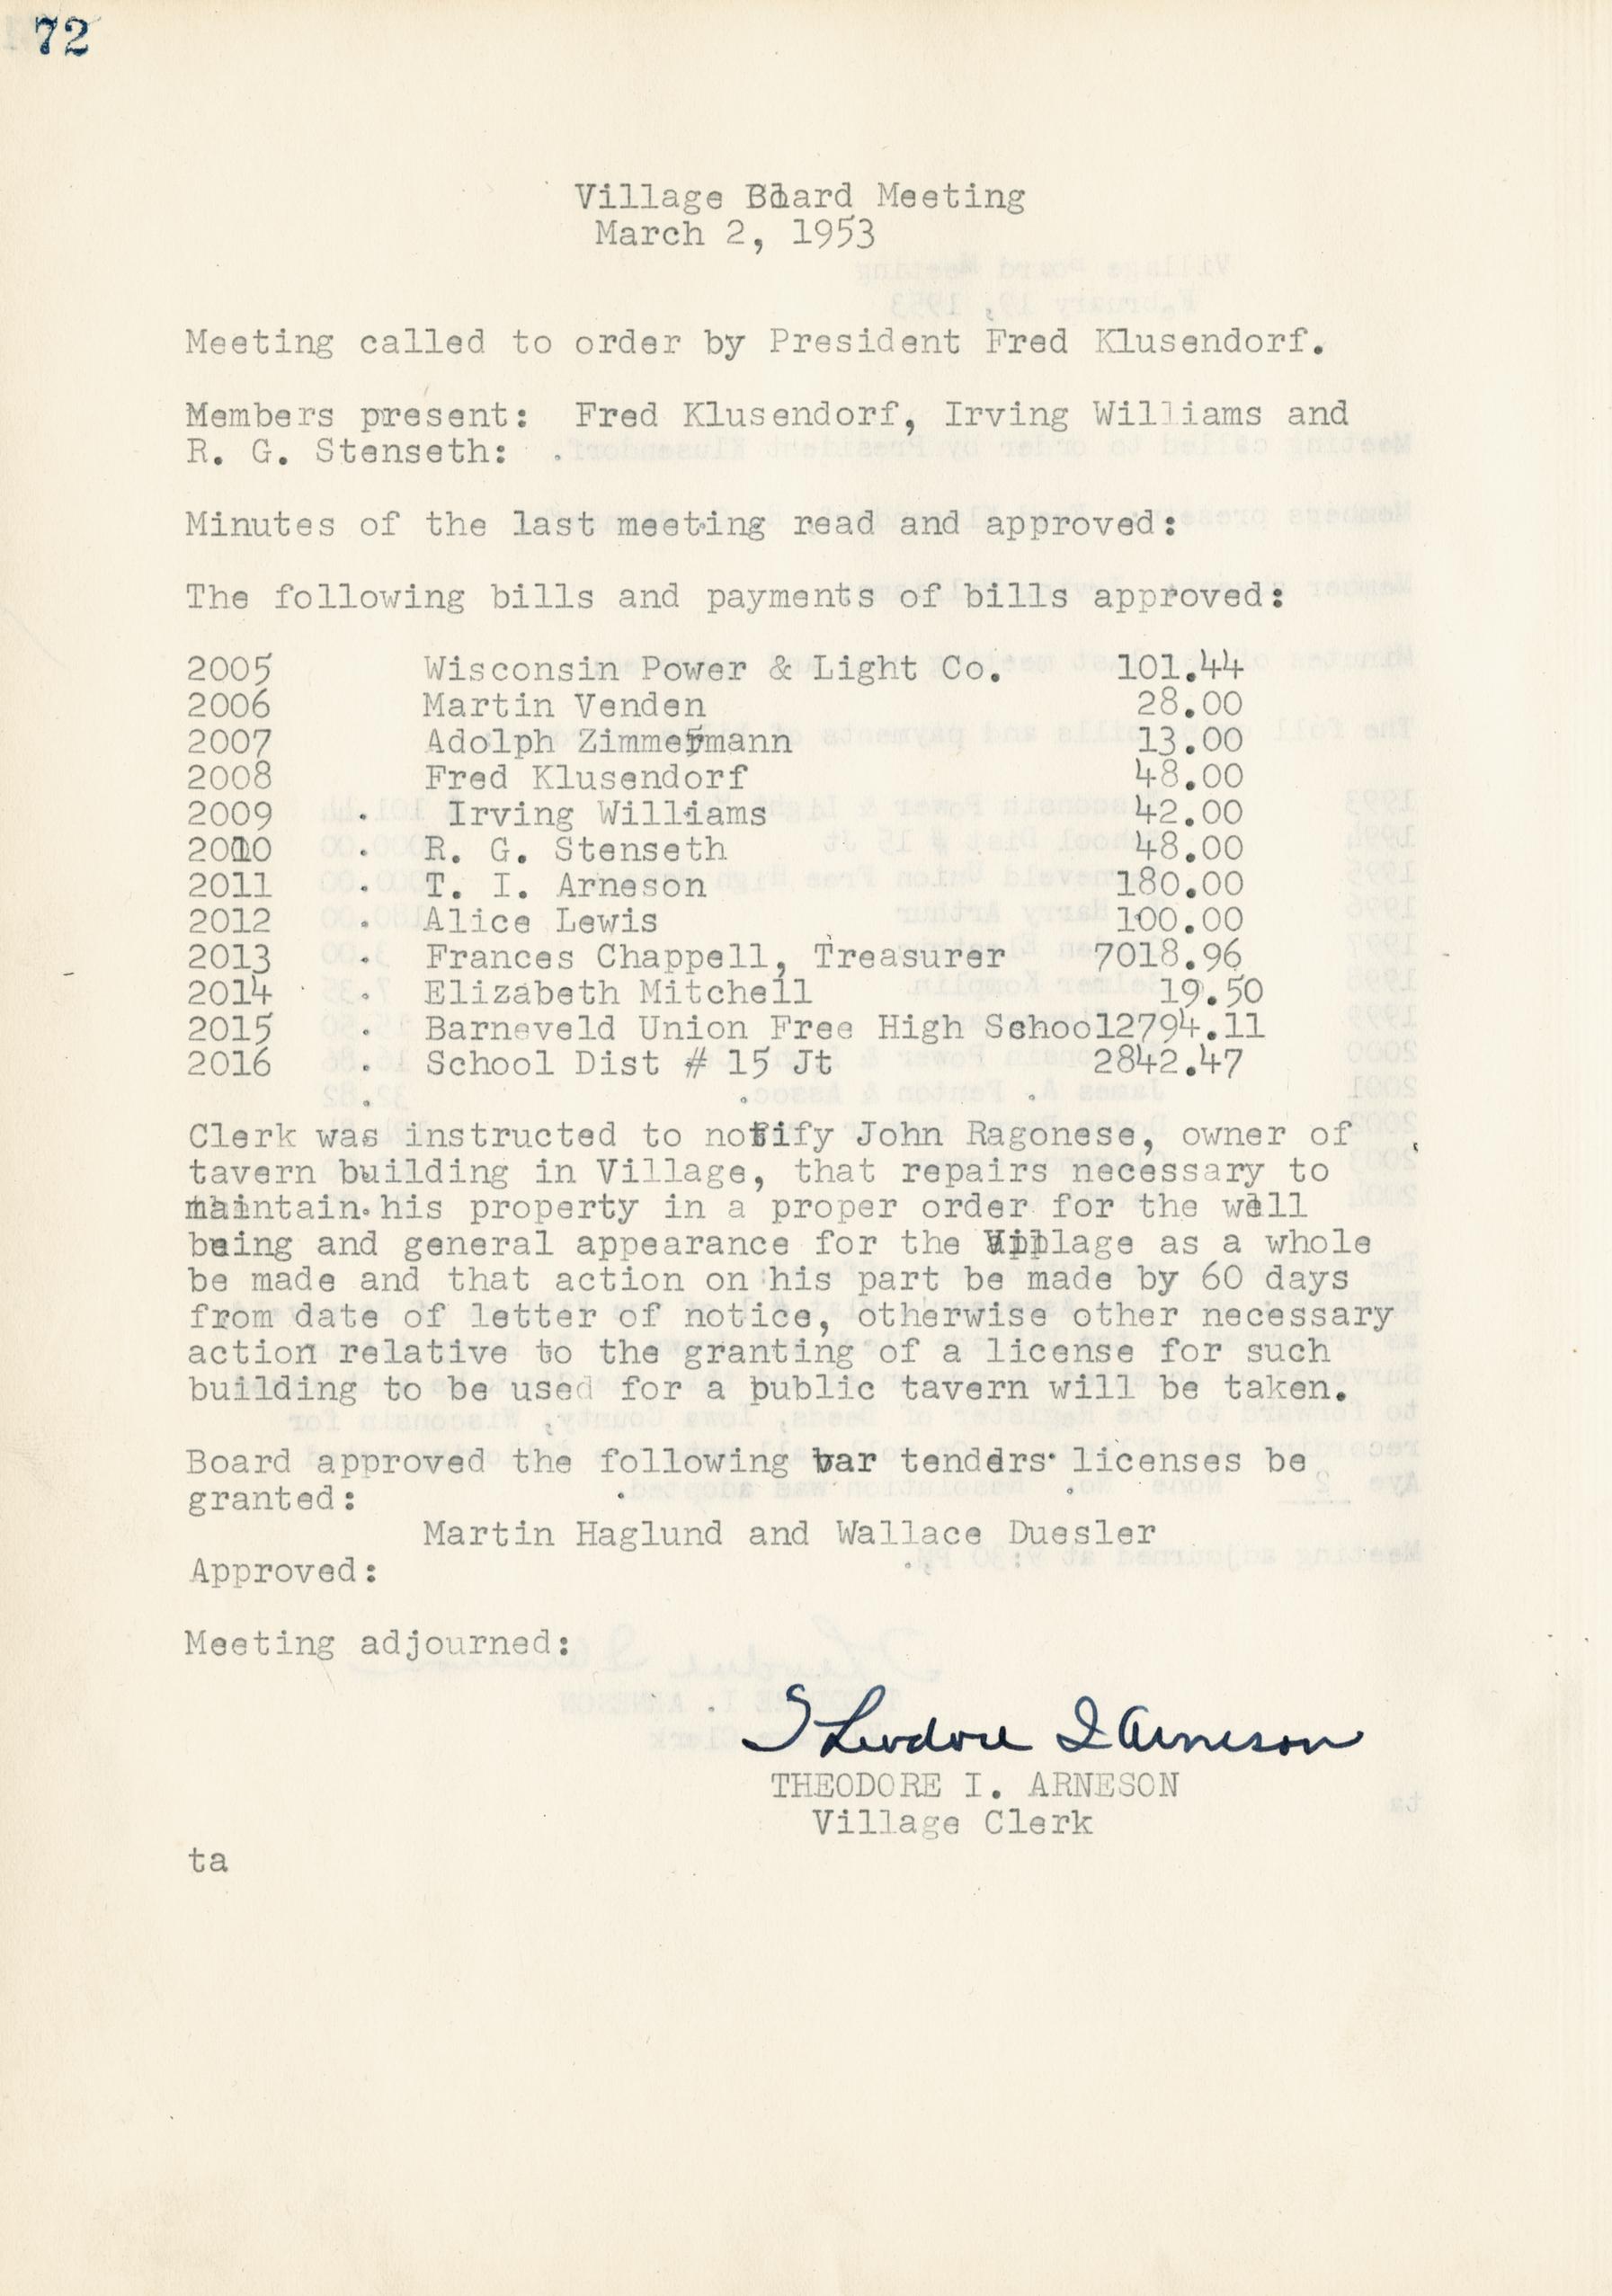 72
Village Board Meeting
March 2, 1953
Meeting called to order by President Fred Klusendorf.
Members present: Fred Klusendorf, Irving Williams and
R. G. Stenseth:
Minutes of the last meeting read and approved:
The following bills and payments of bills approved:
2005 Wisconsin Power & Light Co. 101.44
2006 Martin Venden 28.00
2007 Adolph Zimmermann 13.00
2008 Fred Klusendorf 48.00
2009 Irving Williams 42.00
2010 R. G. Stenseth 48.00
2011 T. I. Arneson 180.00
2012 Alice Lewis 100.00
2013 Frances Chappell, Treasurer 7018.96
2014 Elizabeth Mitchell 19.50
2015 Barneveld Union Free High School2794.11
2016 School Dist # 15 Jt 2842.47
Clerk was instructed to notify John Ragonese, owner of
tavern building in Village, that repairs necessary to
maintain his property in a proper order for the well
being and general appearance for the Village as a whole
be made and that action on his part be made by 60 days
from date of letter of notice, otherwise other necessary
action relative to the granting of a license for such
building to be used for a public tavern will be taken.
Board approved the following bar tenders licenses be
granted:
Martin Haglund and Wallace Duesler
Approved:
Meeting adjourned:
Theodore I Arneson
THEODORE I. ARNESON
Village Clerk
ta